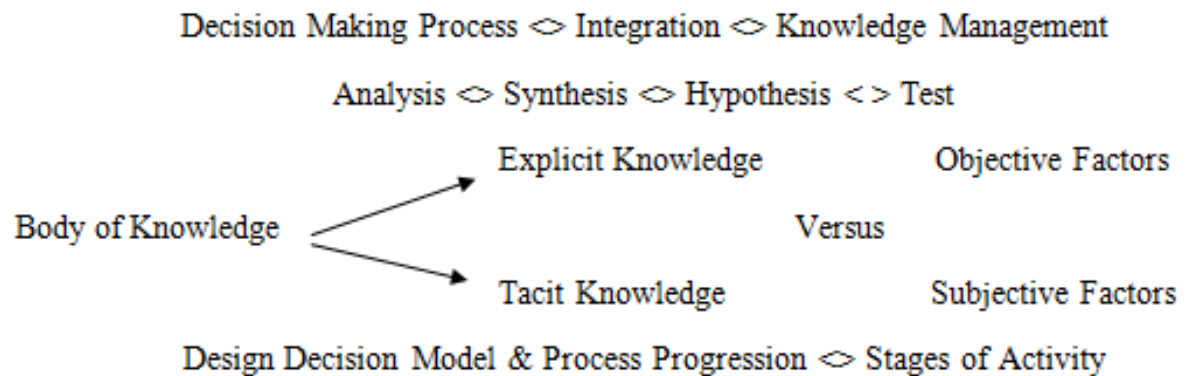 Decision Making Process <> Integration <> Knowledge Management
Analysis <> Synthesis <> Hypothesis < > Test
Explicit Knowledge Objective Factors
Body of Knowledge Versus
Tacit Knowledge Subjective Factors
Design Decision Model & Process Progression <> Stages of Activity